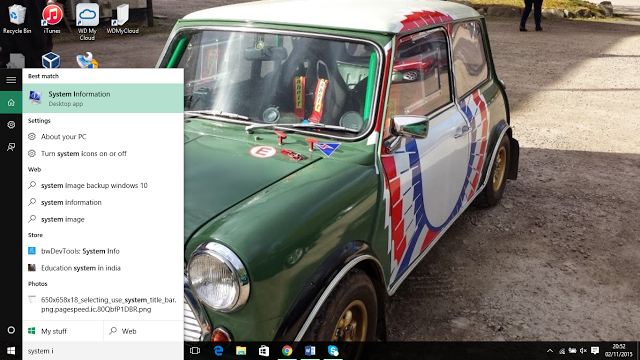 Recycle Bin
iTunes
WD My
Cloud
WDMyCloud
Best match
System Information
Desktop app
Settings
About your PC
Turn system icons on or off
Web
system image backup windows 10
system information
system image
Store
bwDevTools: System Info
Education system in india
Photos
650x658x18_selecting_use_system_title_bar.
png.pagespeed.ic.80QbfP1DBR.png
My stuff
Web
system i
20:52
02/11/2015
E